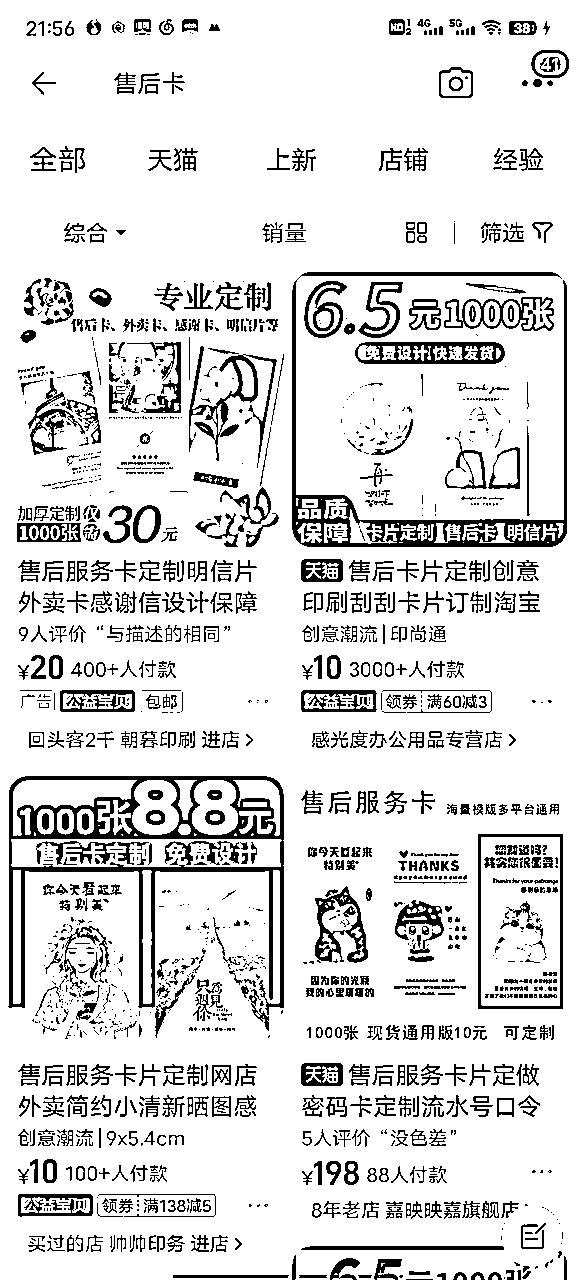 21:56
4G 5G 38
售后卡
41
全部 天猫 上新 店铺 经验
综合 销量 筛选
专业定制
售后卡、外卖卡、感谢卡、明信片等
加厚定制仅
1000张需30元
售后服务卡定制明信片
外卖卡感谢信设计保障
9人评价“与描述的相同”
¥20 400+人付款
广告 公益宝贝 包邮
回头客2千 朝暮印刷 进店
6.5元1000张
免费设计 快速发货
Thank you
品质
保障
卡片定制 售后卡 明信片
天猫 售后卡片定制创意
印刷刮刮卡片订制淘宝
创意潮流|印尚通
¥10 3000+人付款
公益宝贝 领券 满60减3
感光度办公用品专营店
1000张8.8元
售后卡定制 免费设计
你今天看起来
特别美
售后服务卡片定制网店
外卖简约小清新晒图感
创意潮流|9x5.4cm
¥10 100+人付款
公益宝贝 领券 满138减5
买过的店 帅帅印务 进店
售后服务卡 海量模版多平台通用
你今天看起来
特别美
因为你的光顾
我的心里美美的
THANKS
1000张 现货通用版10元 可定制
天猫 售后服务卡片定做
密码卡定制流水号口令
5人评价“没色差”
¥198 88人付款
8年老店 嘉映映嘉旗舰店
6.5元1000张